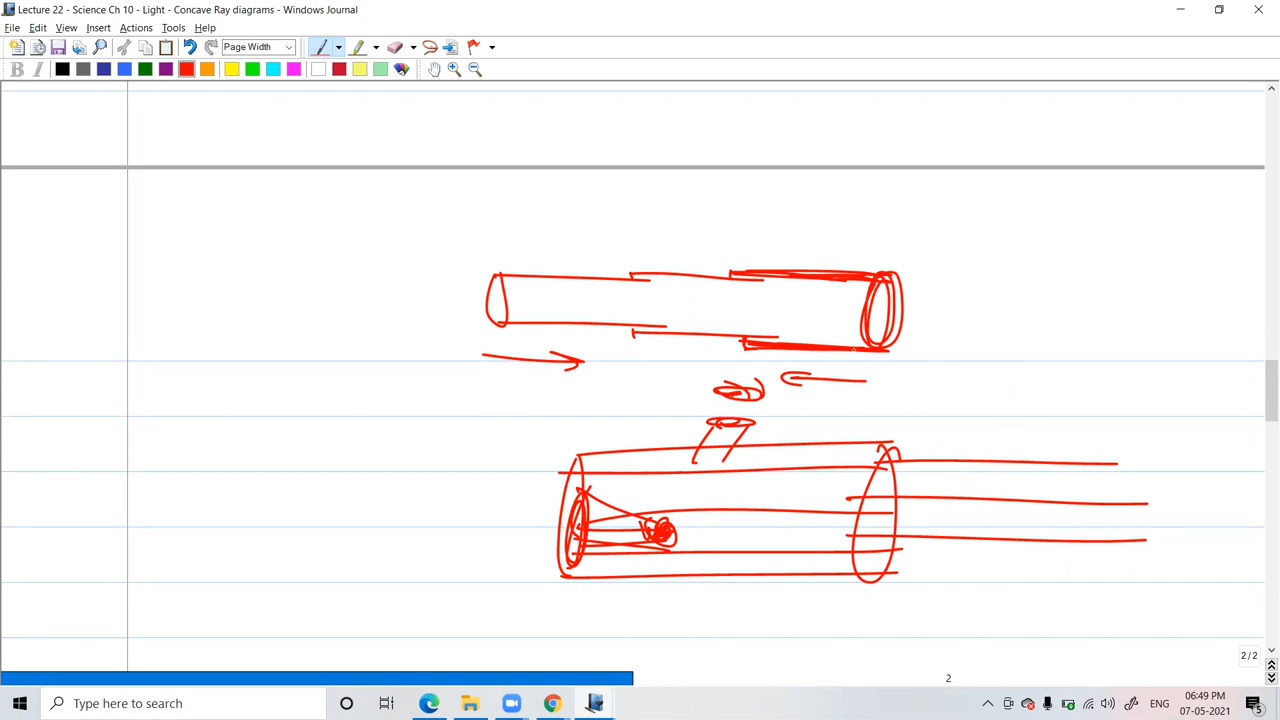 Lecture 22 - Science Ch 10 - Light - Concave Ray diagrams - Windows Journal
File Edit View Insert Actions Tools Help
Page Width
B I
2 / 2
2
Type here to search
ENG
06:49 PM
07-05-2021
5